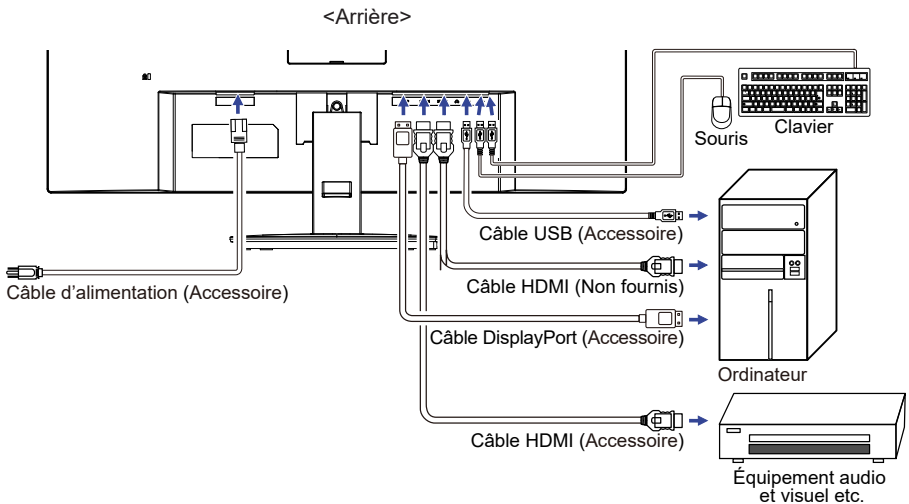 <Arrière>
Souris
Clavier
Câble USB (Accessoire)
Câble HDMI (Non fournis)
Câble d’alimentation (Accessoire)
Câble DisplayPort (Accessoire)
Ordinateur
Câble HDMI (Accessoire)
Équipement audio
et visuel etc.